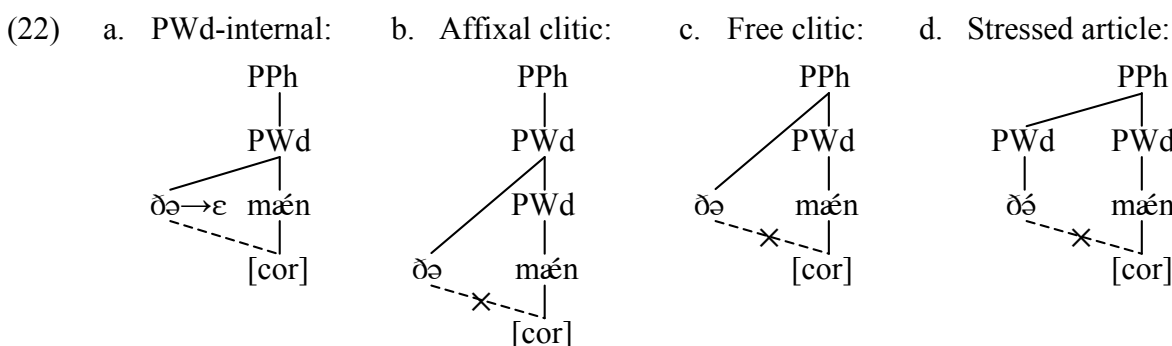 (22) a. PWd-internal: b. Affixal clitic: c. Free clitic: d. Stressed article:
PPh PPh PPh PPh
PWd PWd PWd PWd PWd
ðə→ɛ mǽn PWd ðə mǽn ðə́ mǽn
[cor] ðə mǽn [cor] [cor]
[cor]